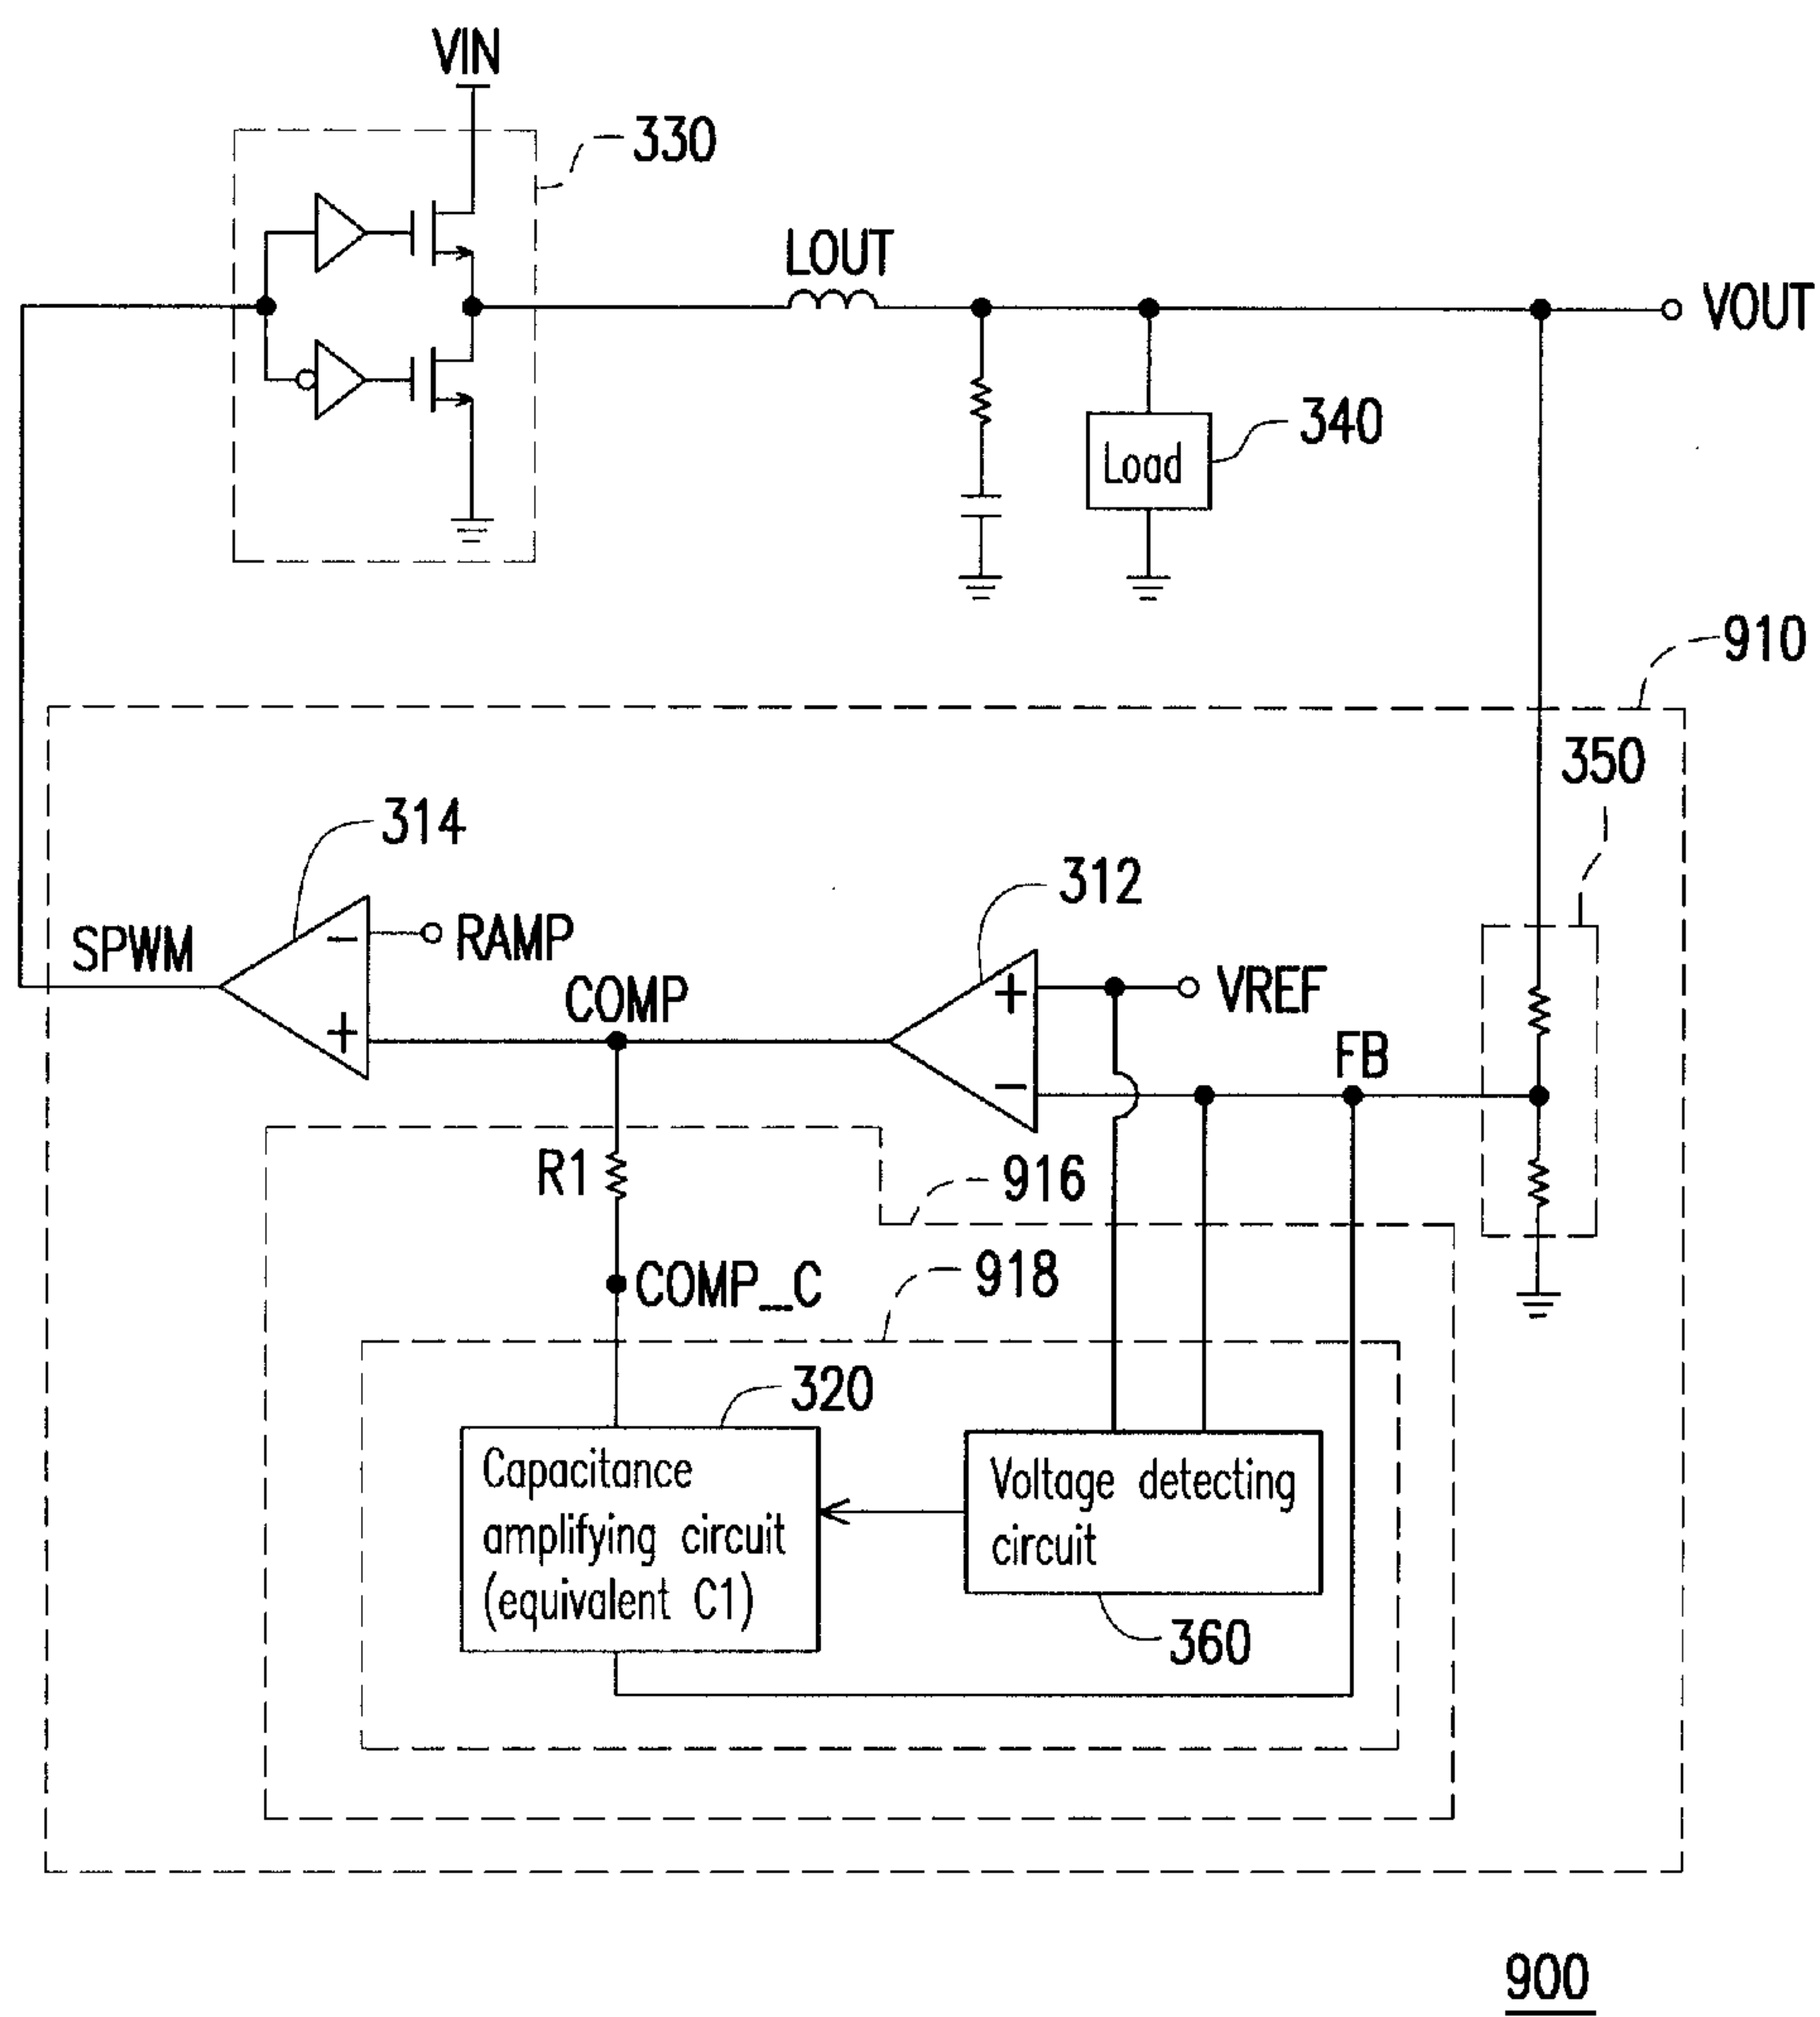 VIN
330
LOUT
VOUT
340
Load
910
350
314
312
SPWM
RAMP
COMP
VREF
FB
R1
916
COMP_C
918
320
Capacitance
amplifying circuit
(equivalent C1)
Voltage detecting
circuit
360
900